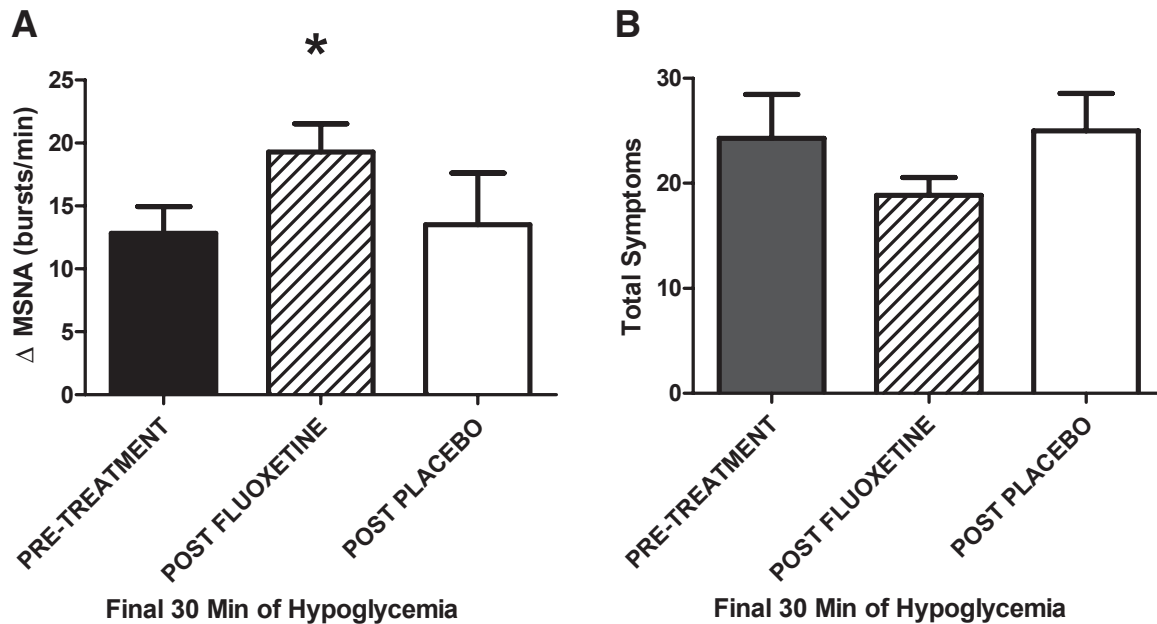 A
*
Δ MSNA (bursts/min)
25
20
15
10
5
0
PRE-TREATMENT
POST FLUOXETINE
POST PLACEBO
Final 30 Min of Hypoglycemia
B
Total Symptoms
30
20
10
0
PRE-TREATMENT
POST FLUOXETINE
POST PLACEBO
Final 30 Min of Hypoglycemia